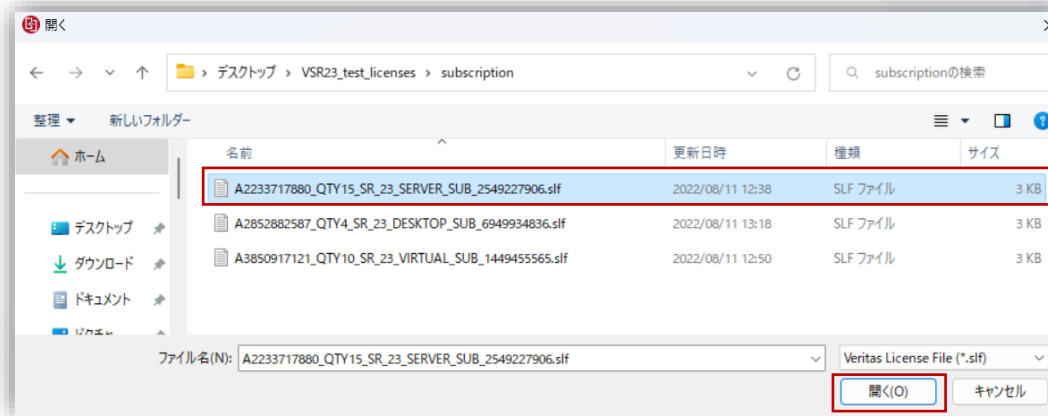 開く
デスクトップ › VSR23_test_licenses › subscription
subscriptionの検索
整理
新しいフォルダー
ホーム
名前 更新日時 種類 サイズ
A2233717880_QTY15_SR_23_SERVER_SUB_2549227906.slf 2022/08/11 12:38 SLF ファイル 3 KB
A2852882587_QTY4_SR_23_DESKTOP_SUB_6949934836.slf 2022/08/11 13:18 SLF ファイル 3 KB
A3850917121_QTY10_SR_23_VIRTUAL_SUB_1449455565.slf 2022/08/11 12:50 SLF ファイル 3 KB
デスクトップ
ダウンロード
ドキュメント
ファイル名(N): A2233717880_QTY15_SR_23_SERVER_SUB_2549227906.slf
Veritas License File (*.slf)
開く(O) キャンセル